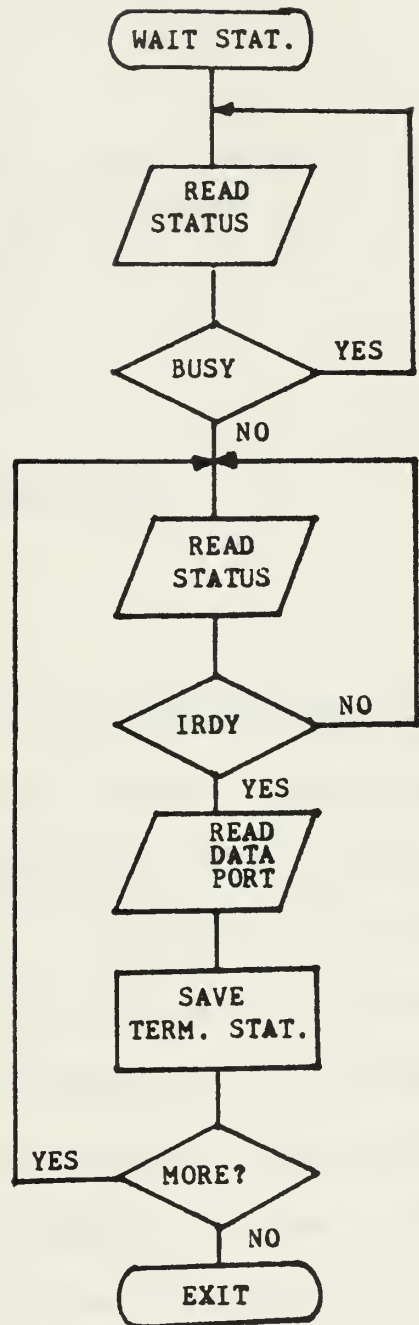 WAIT STAT.
READ
STATUS
BUSY
YES
NO
READ
STATUS
IRDY
NO
YES
READ
DATA
PORT
SAVE
TERM. STAT.
YES
MORE?
NO
EXIT